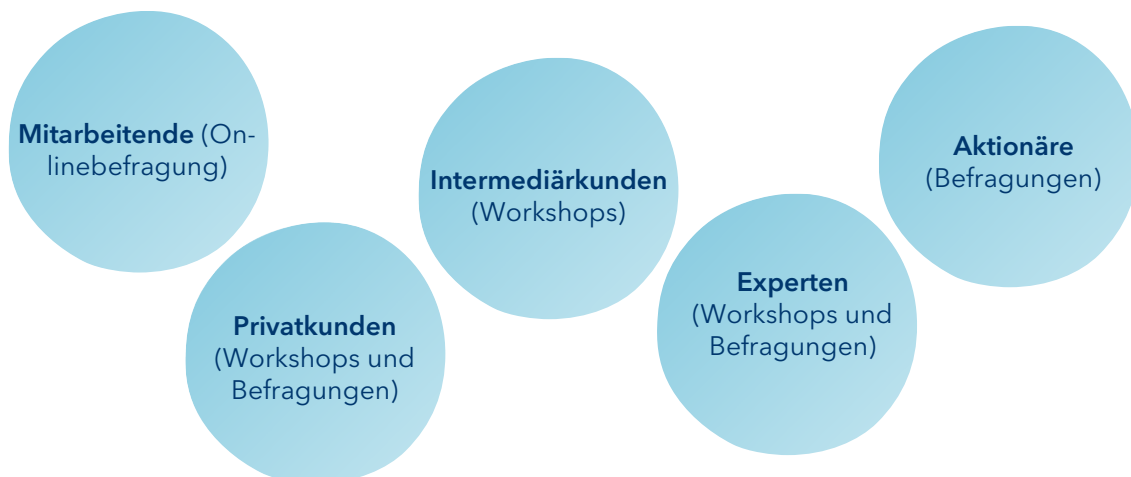 Mitarbeitende (On-
linebefragung)
Privatkunden
(Workshops und
Befragungen)
Intermediärkunden
(Workshops)
Experten
(Workshops und
Befragungen)
Aktionäre
(Befragungen)